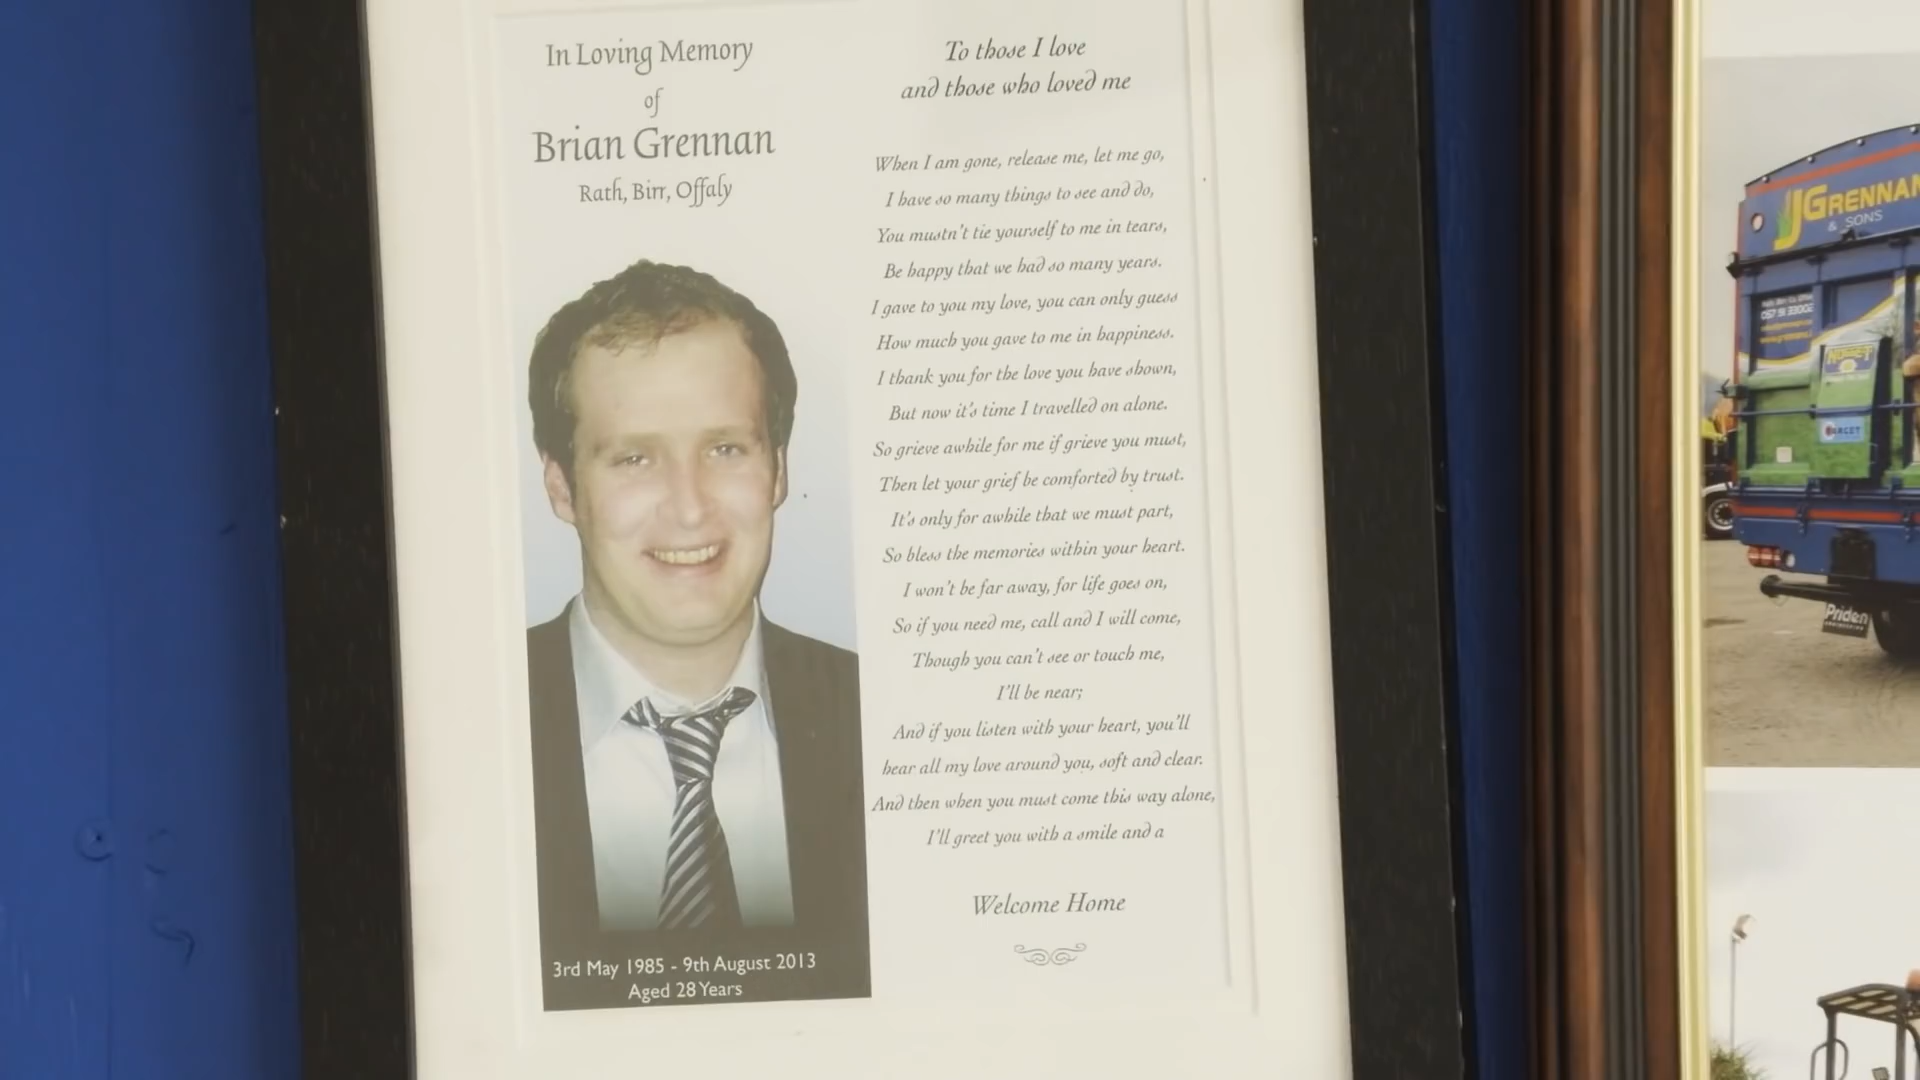 In Loving Memory
of
Brian Grennan
Rath, Birr, Offaly
3rd May 1985 - 9th August 2013
Aged 28 Years
To those I love
and those who loved me
When I am gone, release me, let me go,
I have so many things to see and do,
You mustn't tie yourself to me in tears,
Be happy that we had so many years.
I gave to you my love, you can only guess
How much you gave to me in happiness.
I thank you for the love you have shown,
But now it's time I travelled on alone.
So grieve awhile for me if grieve you must,
Then let your grief be comforted by trust.
It's only for awhile that we must part,
So bless the memories within your heart.
I won't be far away, for life goes on,
So if you need me, call and I will come,
Though you can't see or touch me,
I'll be near;
And if you listen with your heart, you'll
hear all my love around you, soft and clear.
And then when you must come this way alone,
I'll greet you with a smile and a
Welcome Home
JJ GRENNAN
& SONS
NUGGET
Priden